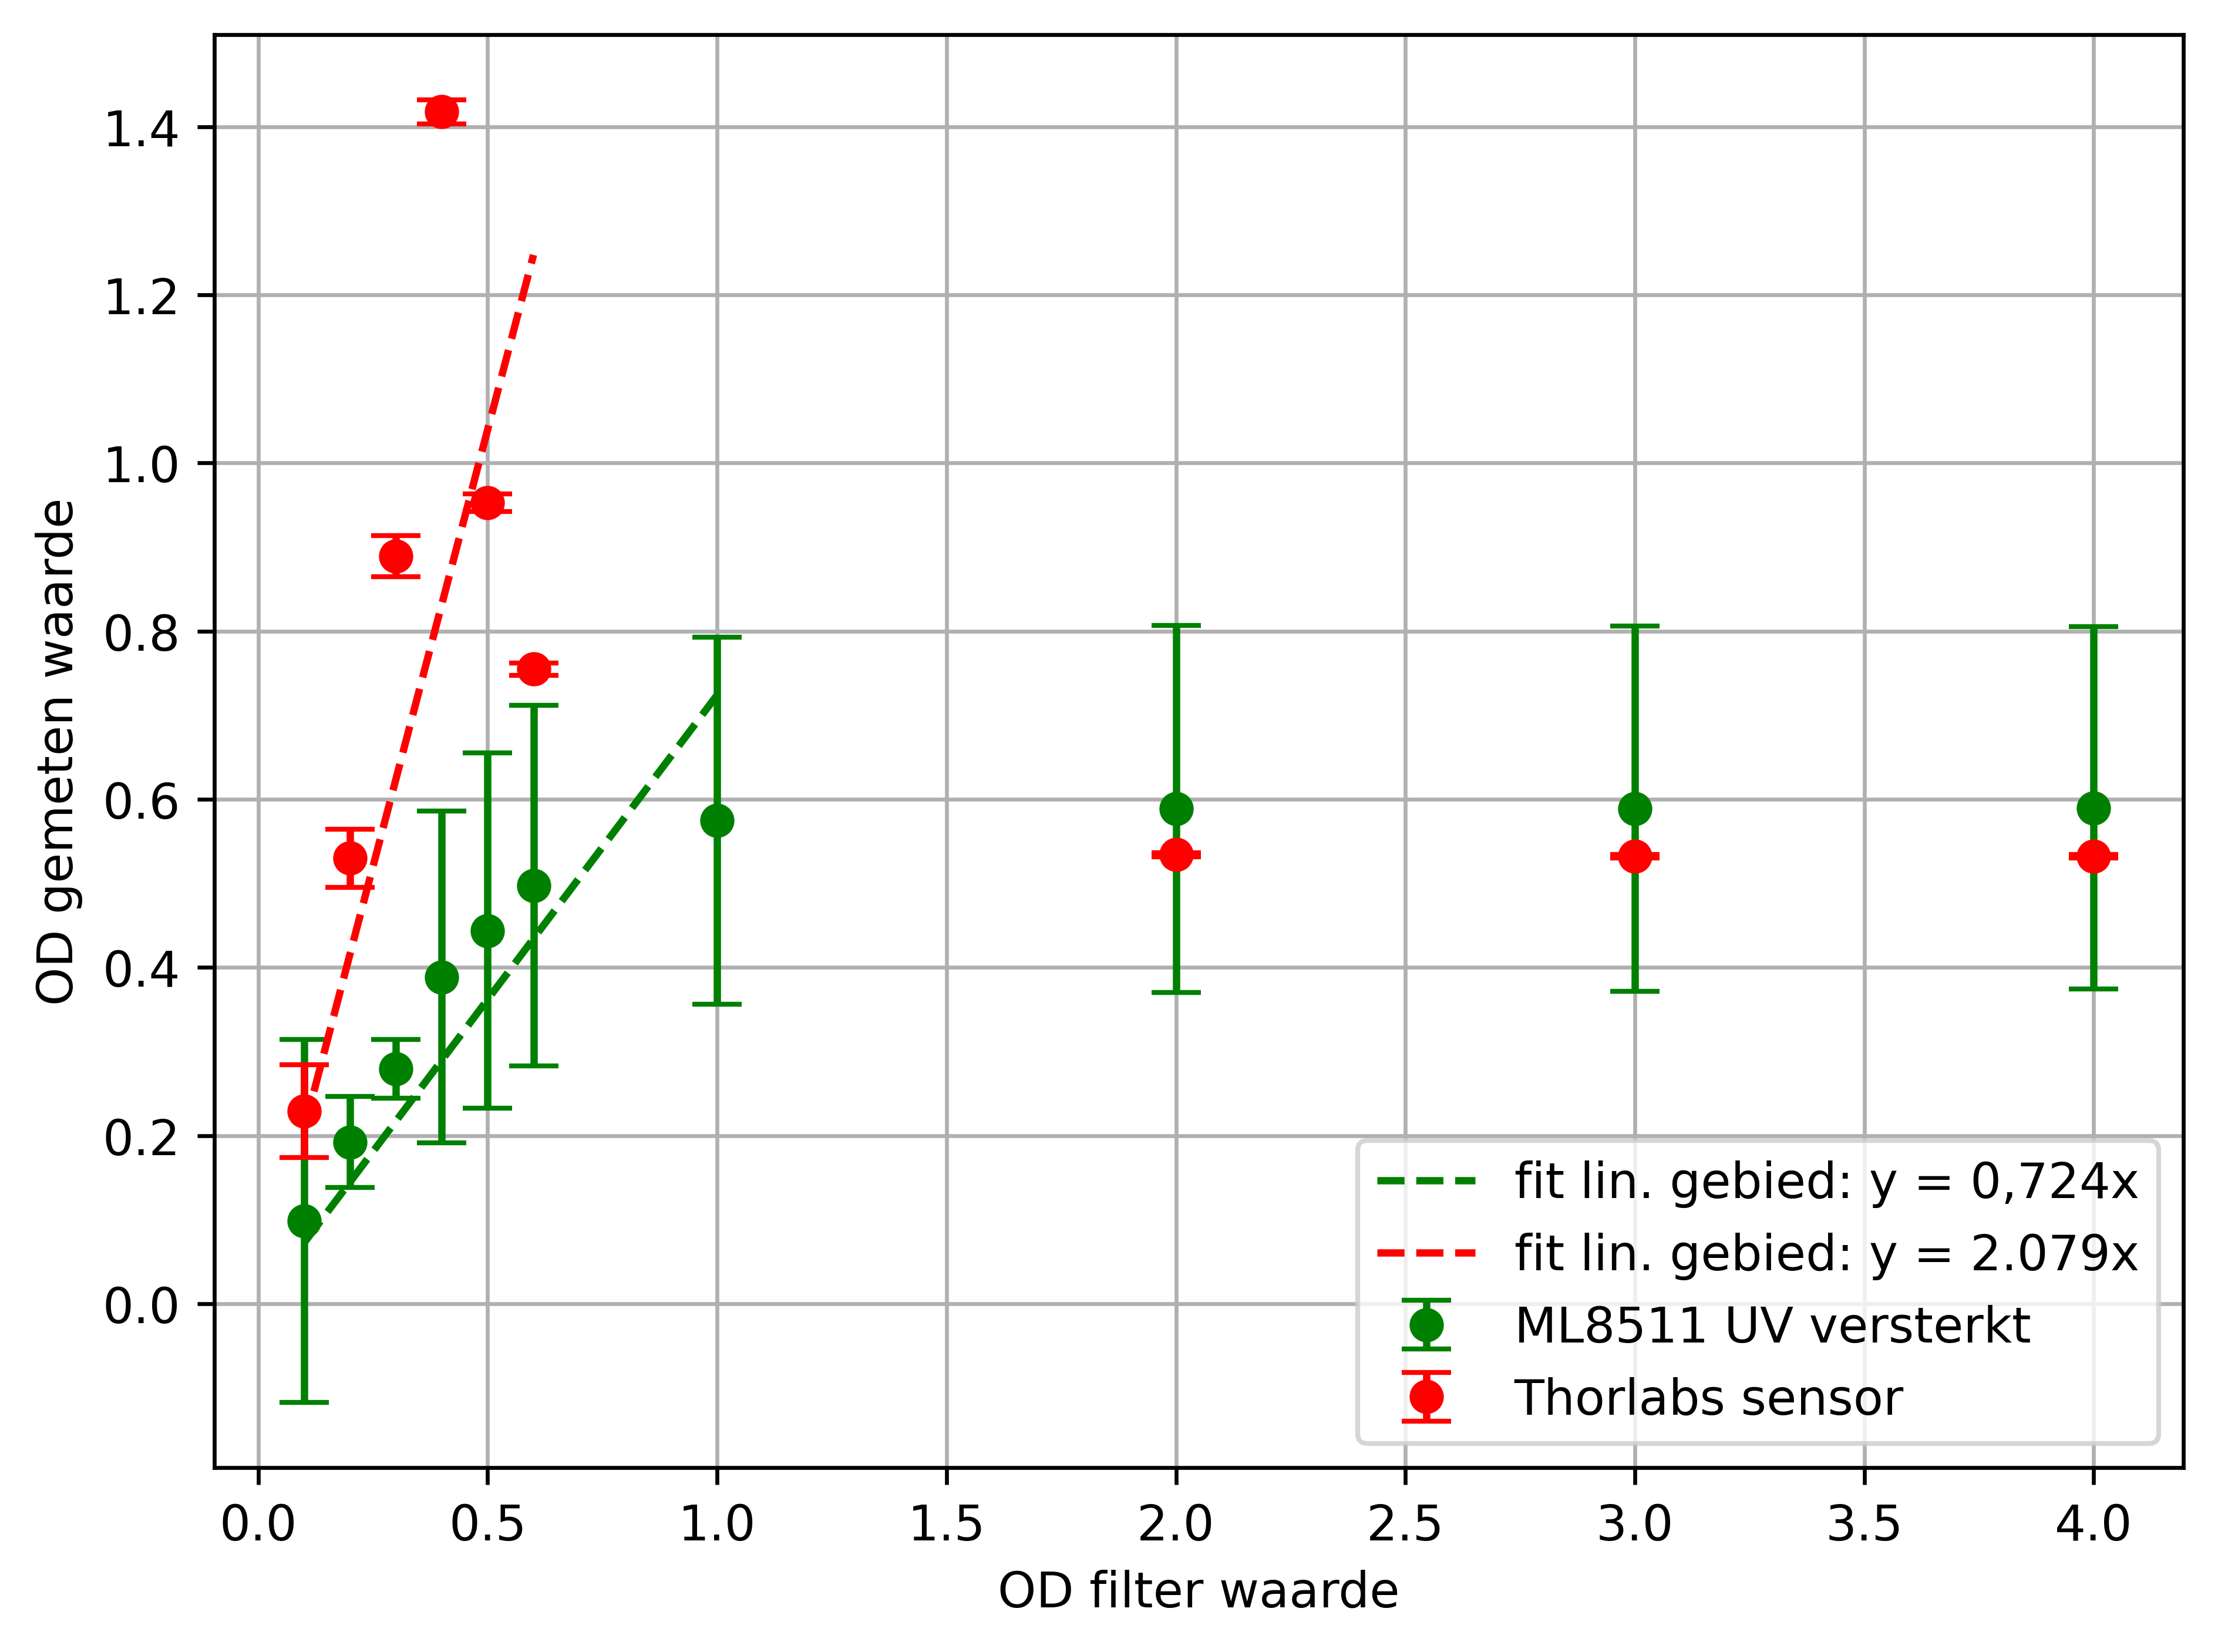 1.4
1.2
1.0
0.8
0.6
0.4
0.2
0.0
OD gemeten waarde
fit lin. gebied: y = 0,724x
fit lin. gebied: y = 2.079x
ML8511 UV versterkt
Thorlabs sensor
0.0 0.5 1.0 1.5 2.0 2.5 3.0 3.5 4.0
OD filter waarde